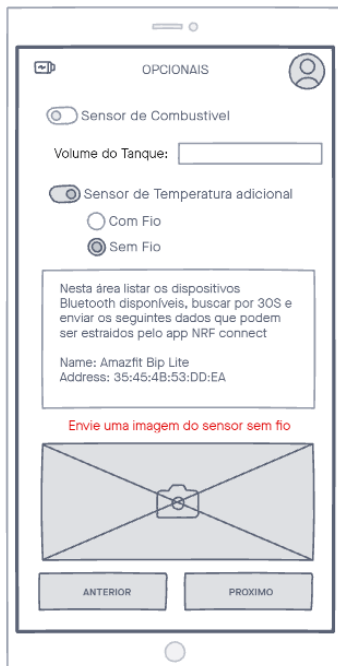 OPCIONAIS
Sensor de Combustivel
Volume do Tanque:
Sensor de Temperatura adicional
Com Fio
Sem Fio
Nesta área listar os dispositivos
Bluetooth disponíveis, buscar por 30S e
enviar os seguintes dados que podem
ser estraidos pelo app NRF connect
Name: Amazfit Bip Lite
Address: 35:45:4B:53:DD:EA
Envie uma imagem do sensor sem fio
ANTERIOR
PROXIMO